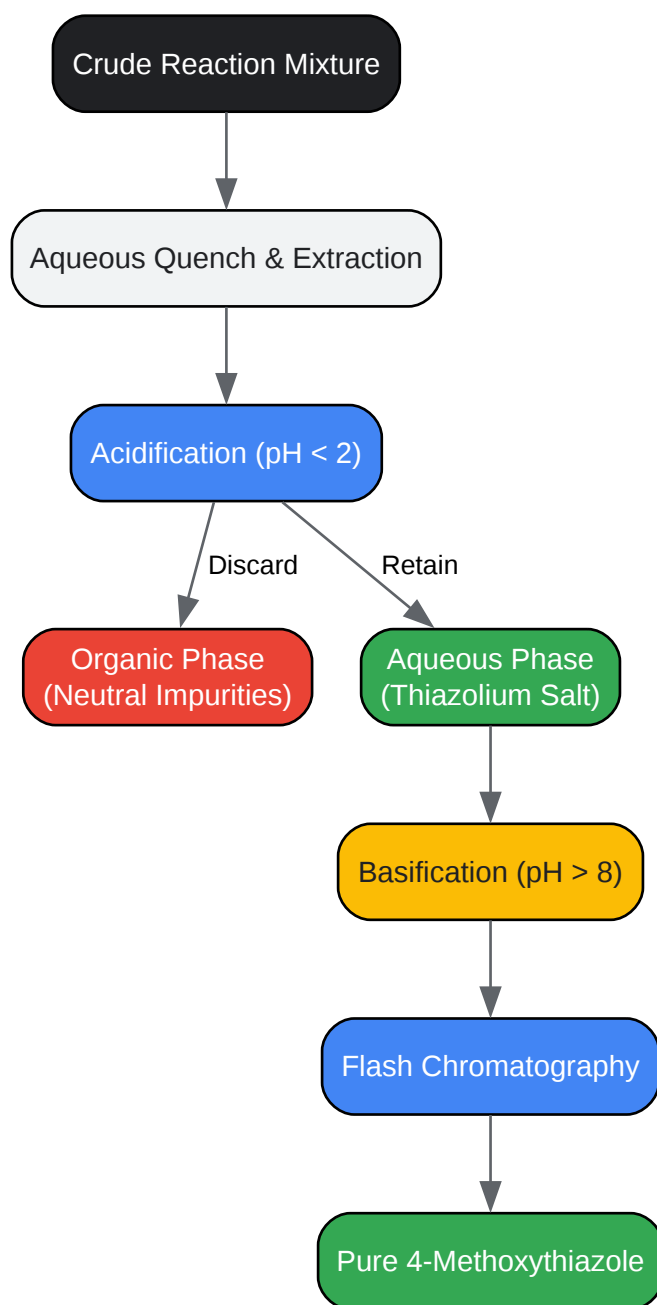 Crude Reaction Mixture
Aqueous Quench & Extraction
Acidification (pH < 2)
Discard
Retain
Organic Phase
(Neutral Impurities)
Aqueous Phase
(Thiazolium Salt)
Basification (pH > 8)
Flash Chromatography
Pure 4-Methoxythiazole